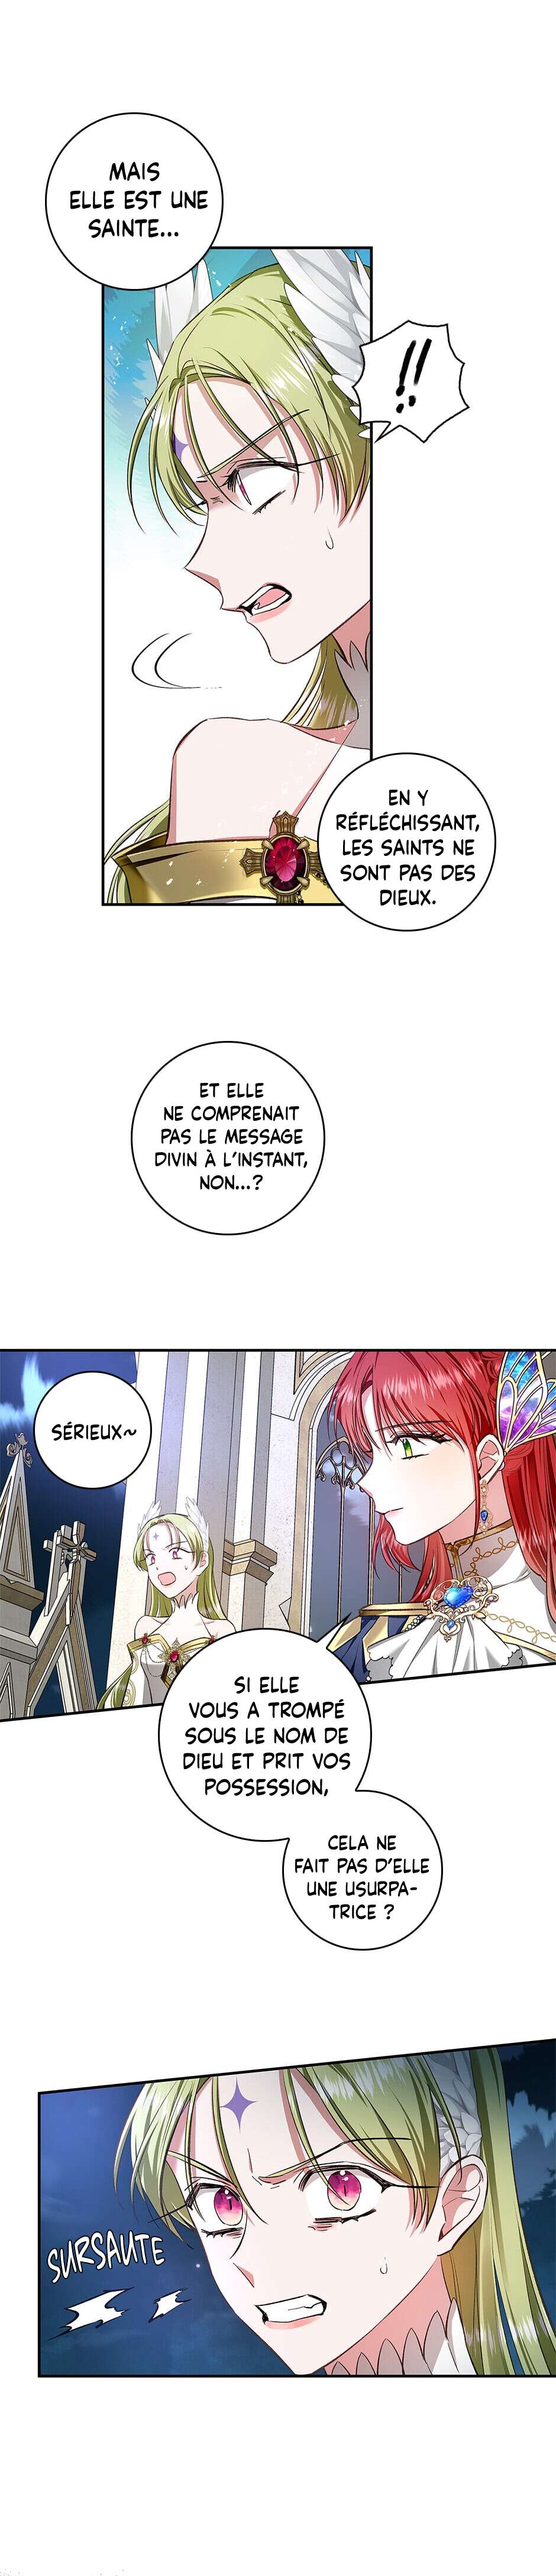 MAIS
ELLE EST UNE
SAINTE...
!!
EN Y
RÉFLÉCHISSANT,
LES SAINTS NE
SONT PAS DES
DIEUX.
ET ELLE
NE COMPRENAIT
PAS LE MESSAGE
DIVIN À L'INSTANT,
NON...?
SÉRIEUX~
SI ELLE
VOUS A TROMPÉ
SOUS LE NOM DE
DIEU ET PRIT VOS
POSSESSION,
CELA NE
FAIT PAS D'ELLE
UNE USURPA-
TRICE ?
SURSAUTE